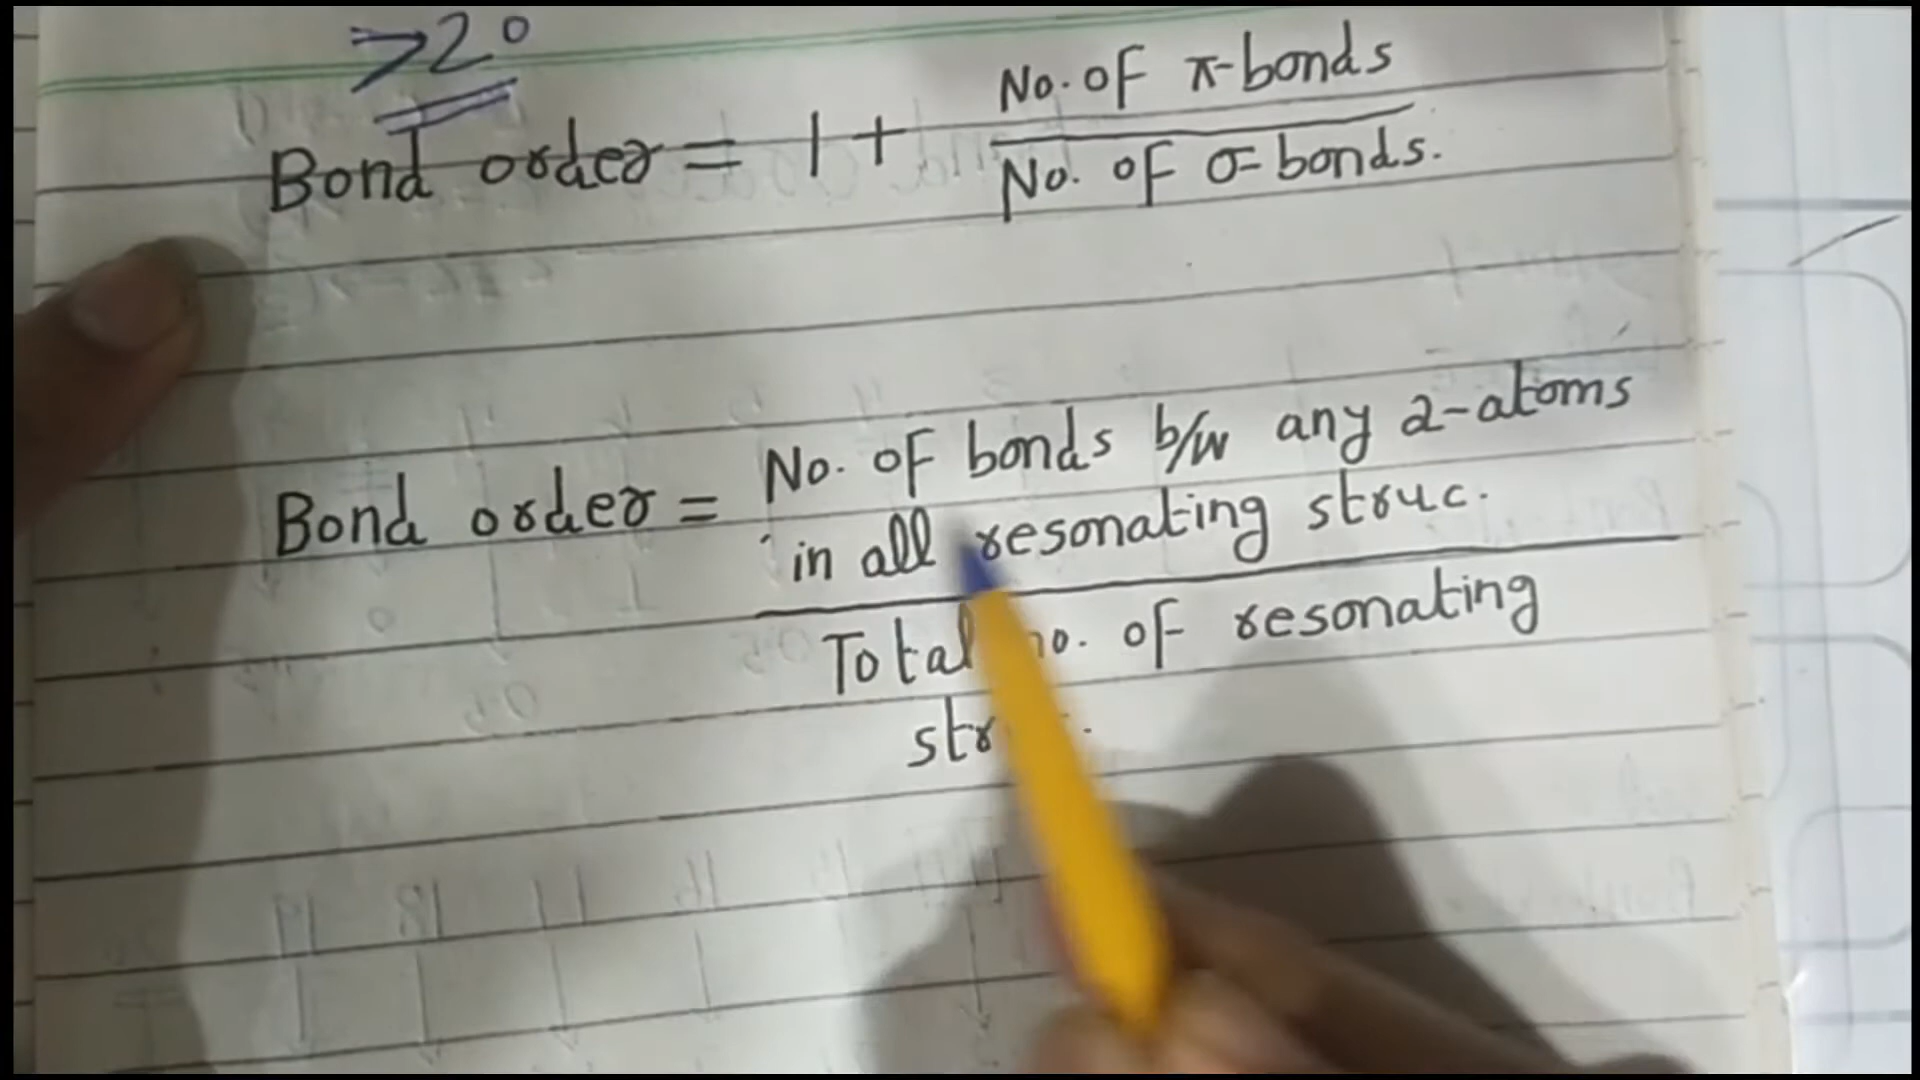 >20
No. of π-bonds
Bond order = 1 +
No. of σ-bonds.
No. of bonds b/w any 2-atoms
Bond order =
in all resonating struc.
Total no. of resonating